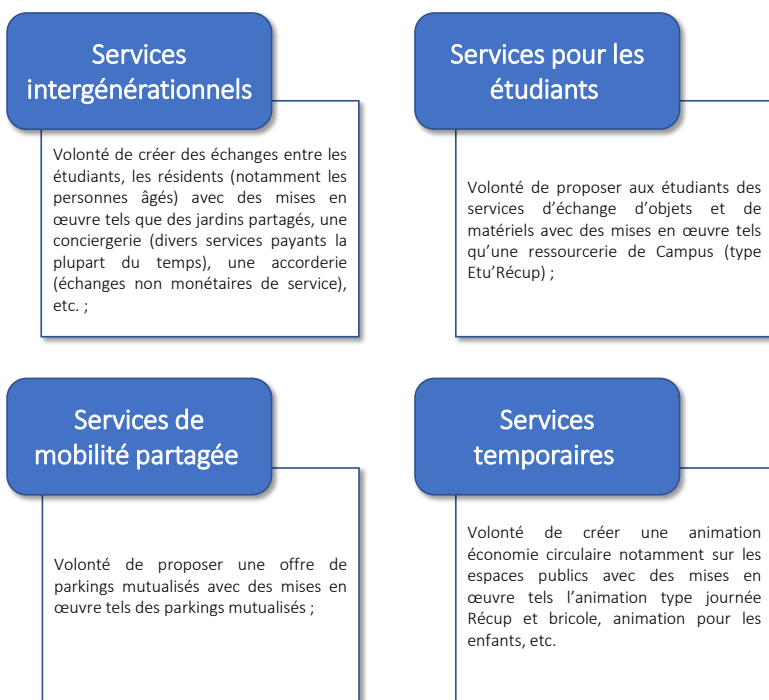 Services
intergénérationnels
Volonté de créer des échanges entre les
étudiants, les résidents (notamment les
personnes âgés) avec des mises en
œuvre tels que des jardins partagés, une
conciergerie (divers services payants la
plupart du temps), une accorderie
(échanges non monétaires de service),
etc. ;
Services pour les
étudiants
Volonté de proposer aux étudiants des
services d’échange d’objets et de
matériels avec des mises en œuvre tels
qu’une ressourcerie de Campus (type
Etu’Récup) ;
Services de
mobilité partagée
Volonté de proposer une offre de
parkings mutualisés avec des mises en
œuvre tels des parkings mutualisés ;
Services
temporaires
Volonté de créer une animation
économie circulaire notamment sur les
espaces publics avec des mises en
œuvre tels l’animation type journée
Récup et bricole, animation pour les
enfants, etc.